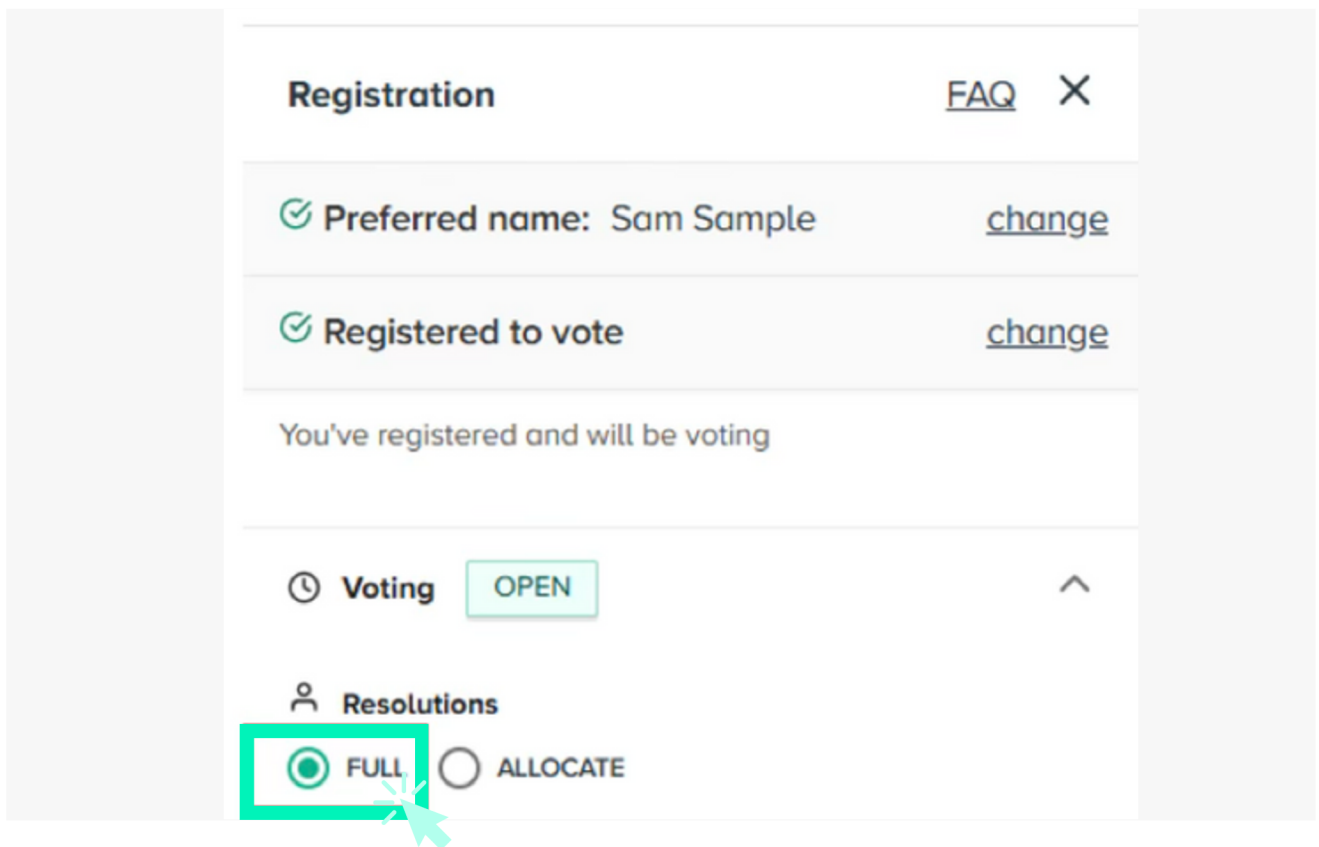 Registration FAQ
Preferred name: Sam Sample change
Registered to vote change
You've registered and will be voting
Voting OPEN
Resolutions
FULL ALLOCATE